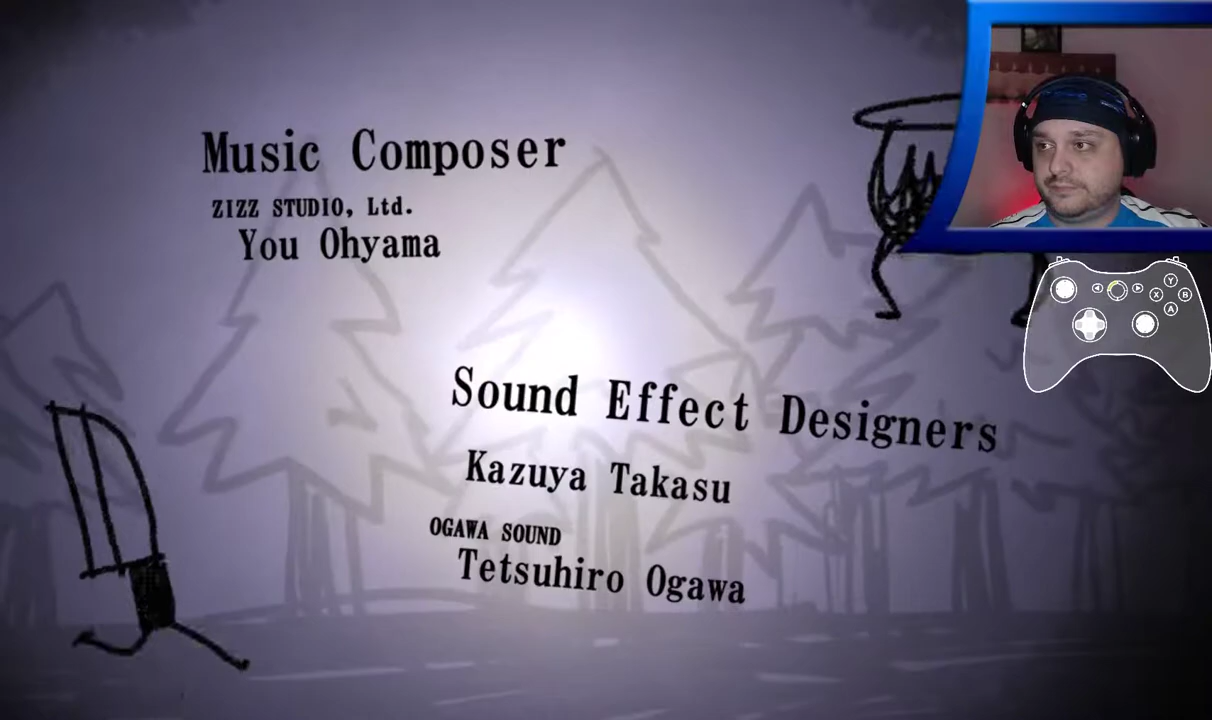 Music Composer
ZIZZ STUDIO, Ltd.
You Ohyama
Sound Effect Designers
Kazuya Takasu
OGAWA SOUND
Tetsuhiro Ogawa
Y
X
B
A